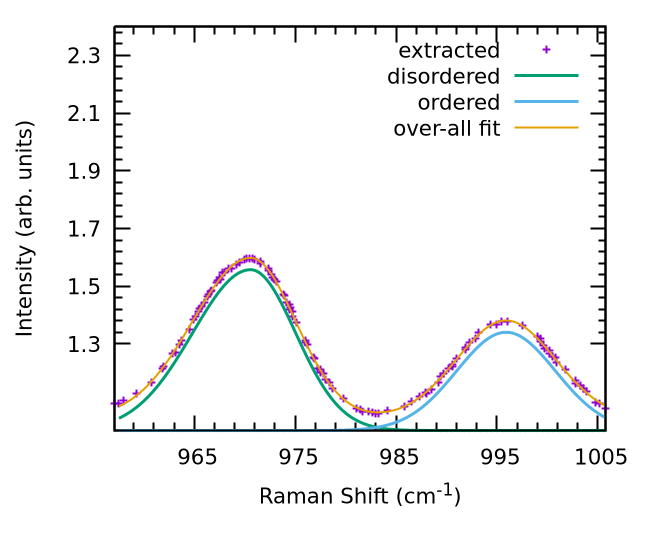 extracted
disordered
ordered
over-all fit
2.3
2.1
1.9
1.7
1.5
1.3
Intensity (arb. units)
965 975 985 995 1005
Raman Shift (cm⁻¹)